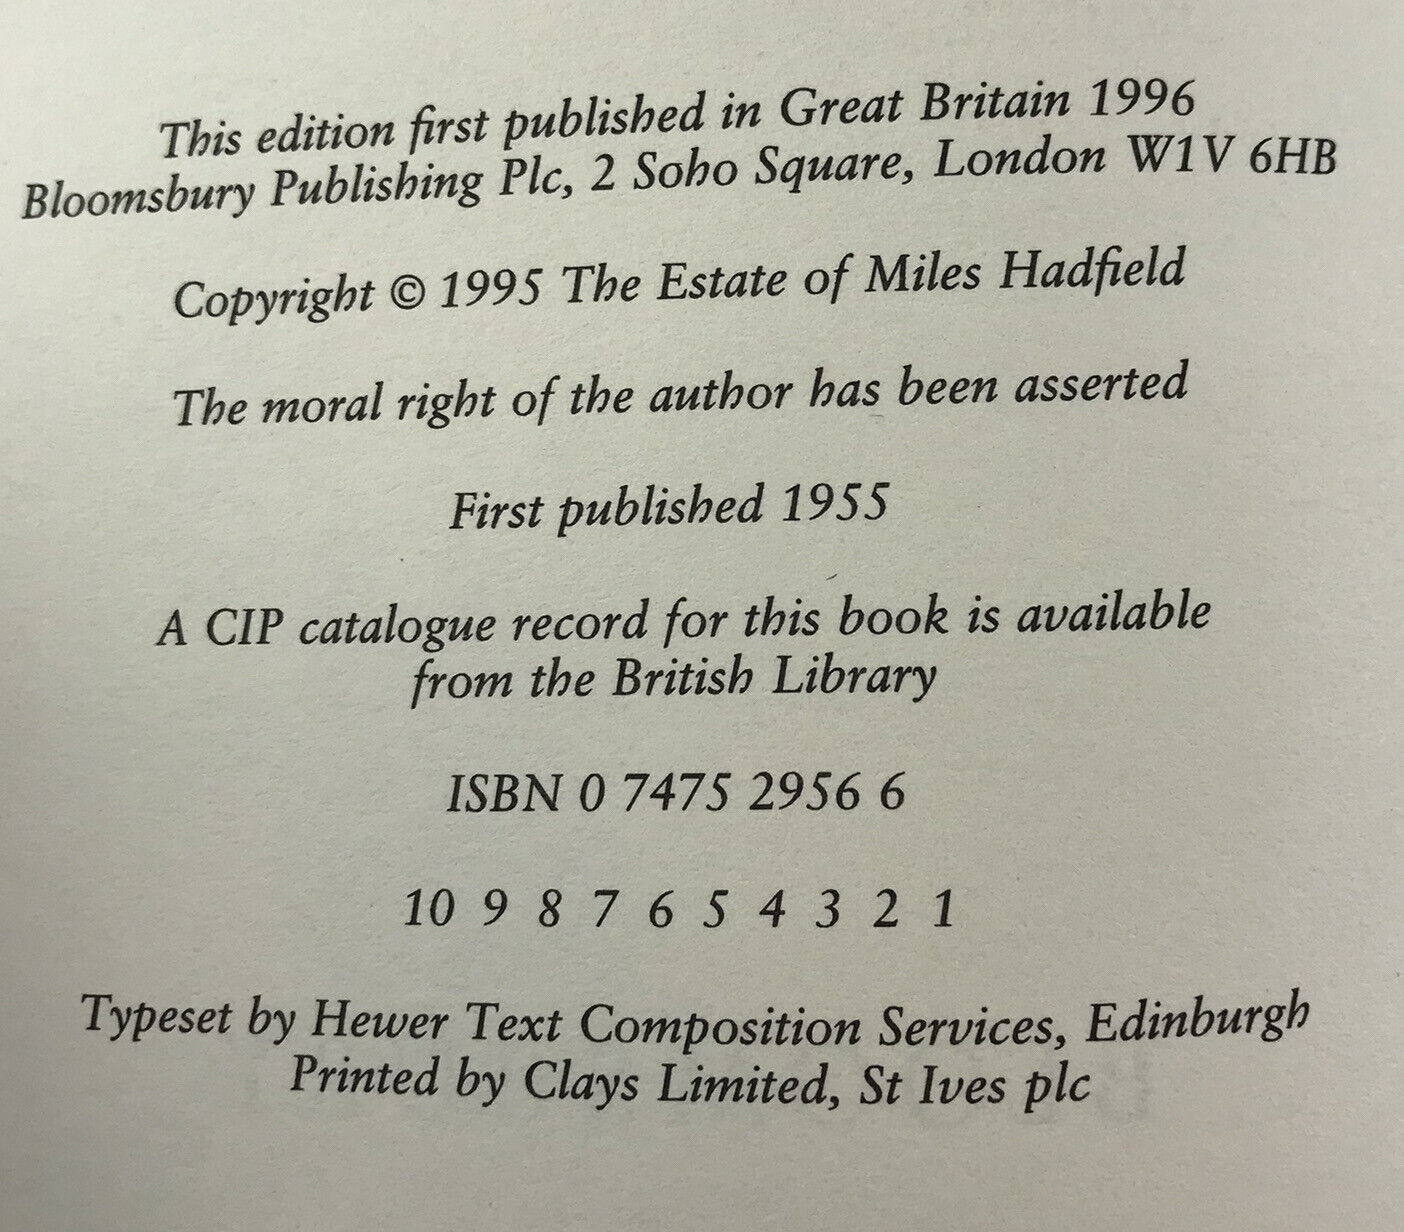 This edition first published in Great Britain 1996
Bloomsbury Publishing Plc, 2 Soho Square, London W1V 6HB
Copyright © 1995 The Estate of Miles Hadfield
The moral right of the author has been asserted
First published 1955
A CIP catalogue record for this book is available
from the British Library
ISBN 0 7475 2956 6
10 9 8 7 6 5 4 3 2 1
Typeset by Hewer Text Composition Services, Edinburgh
Printed by Clays Limited, St Ives plc